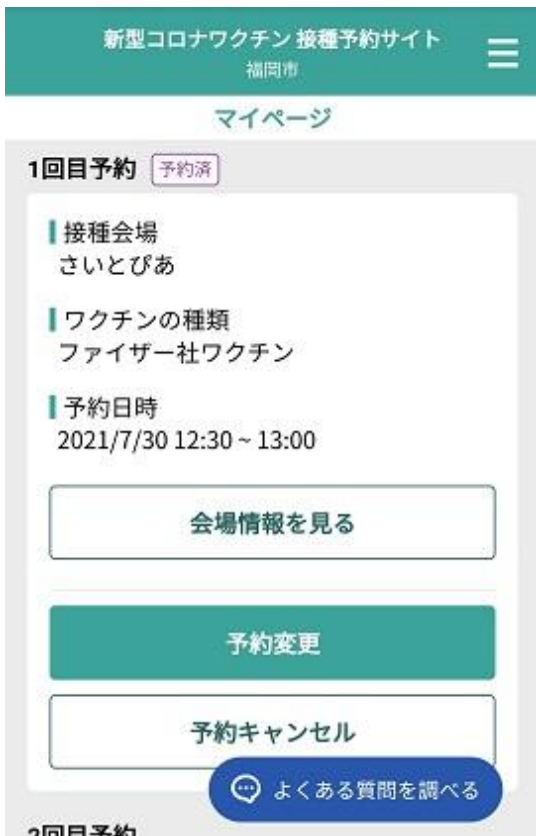 新型コロナワクチン 接種予約サイト
福岡市
マイページ
1回目予約 予約済
接種会場
さいとぴあ
ワクチンの種類
ファイザー社ワクチン
予約日時
2021/7/30 12:30 ~ 13:00
会場情報を見る
予約変更
予約キャンセル
よくある質問を調べる
2回目予約